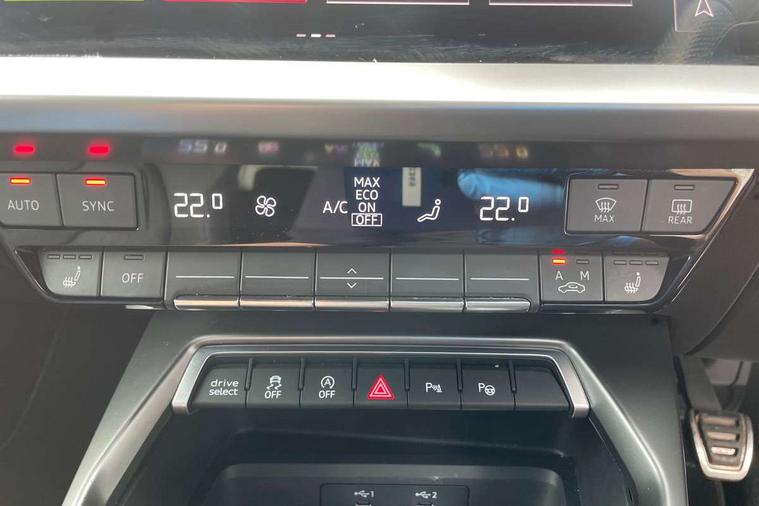 AUTO SYNC 22.0 A/C MAX 22.0 MAX REAR
ECO
ON
OFF
OFF A M
drive select OFF A OFF P P
1 2